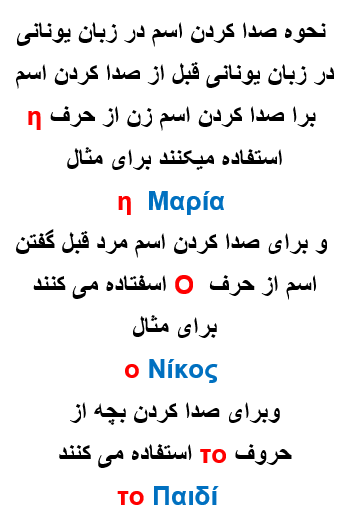 نحوه صدا کردن اسم در زبان یونانی
در زبان یونانی قبل از صدا کردن اسم
برا صدا کردن اسم زن از حرف η
استفاده میکنند برای مثال
η Μαρία
و برای صدا کردن اسم مرد قبل گفتن
اسم از حرف Ο اسفتاده می کنند
برای مثال
ο Νίκος
وبرای صدا کردن بچه از
حروف το استفاده می کنند
το Παιδί